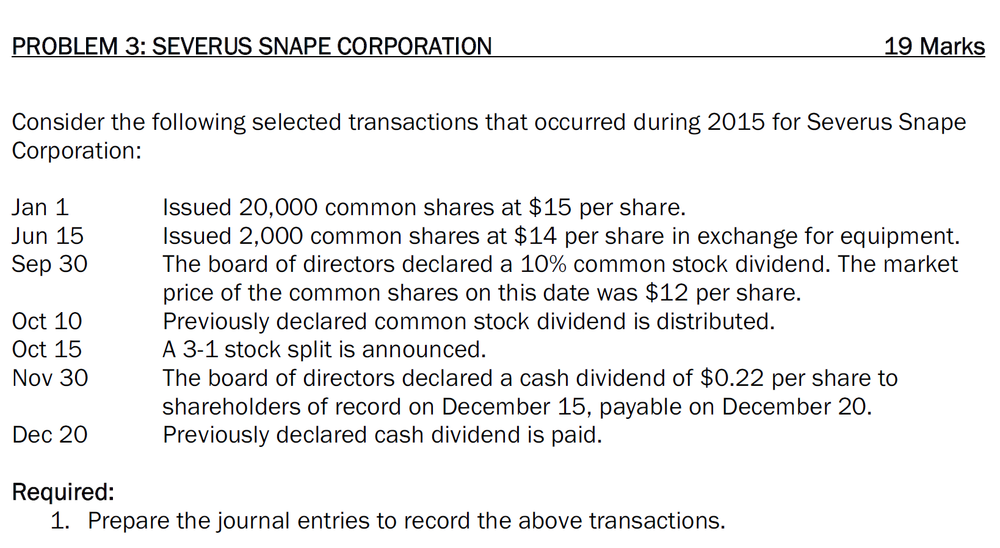 PROBLEM 3: SEVERUS SNAPE CORPORATION 19 Marks
Consider the following selected transactions that occurred during 2015 for Severus Snape
Corporation:
Jan 1 Issued 20,000 common shares at $15 per share.
Jun 15 Issued 2,000 common shares at $14 per share in exchange for equipment.
Sep 30 The board of directors declared a 10% common stock dividend. The market
price of the common shares on this date was $12 per share.
Oct 10 Previously declared common stock dividend is distributed.
Oct 15 A 3-1 stock split is announced.
Nov 30 The board of directors declared a cash dividend of $0.22 per share to
shareholders of record on December 15, payable on December 20.
Dec 20 Previously declared cash dividend is paid.
Required:
1. Prepare the journal entries to record the above transactions.